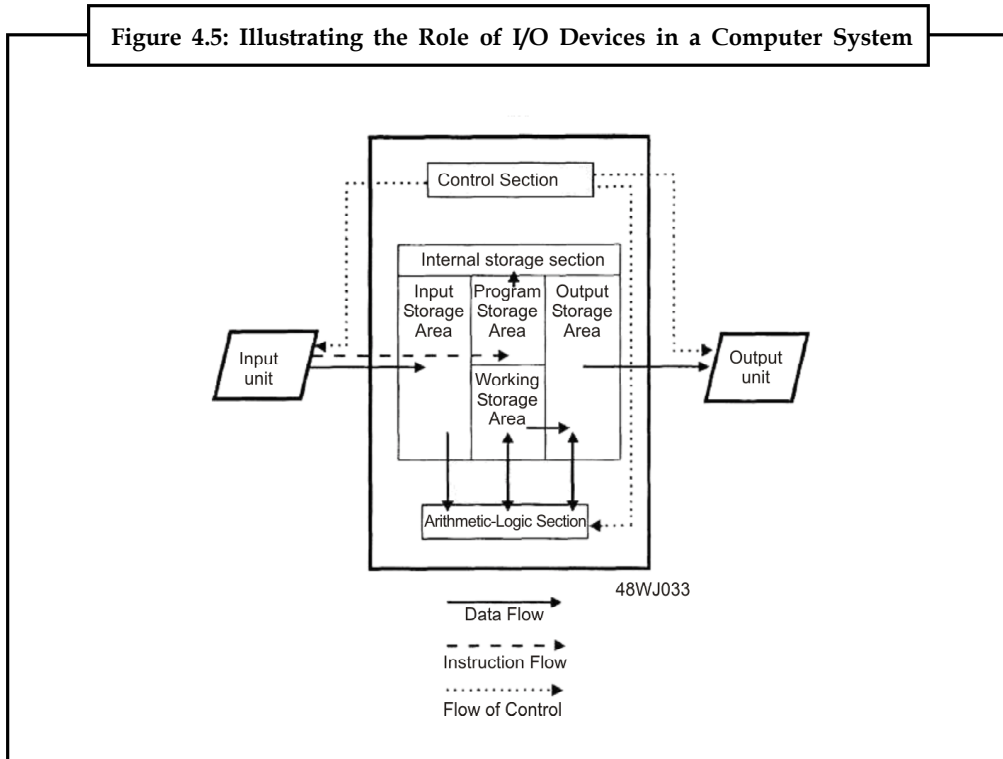 Figure 4.5: Illustrating the Role of I/O Devices in a Computer System
Control Section
Internal storage section
Input
Storage
Area
Program
Storage
Area
Output
Storage
Area
Input
unit
Working
Storage
Area
Output
unit
Arithmetic-Logic Section
48WJ033
Data Flow
Instruction Flow
Flow of Control